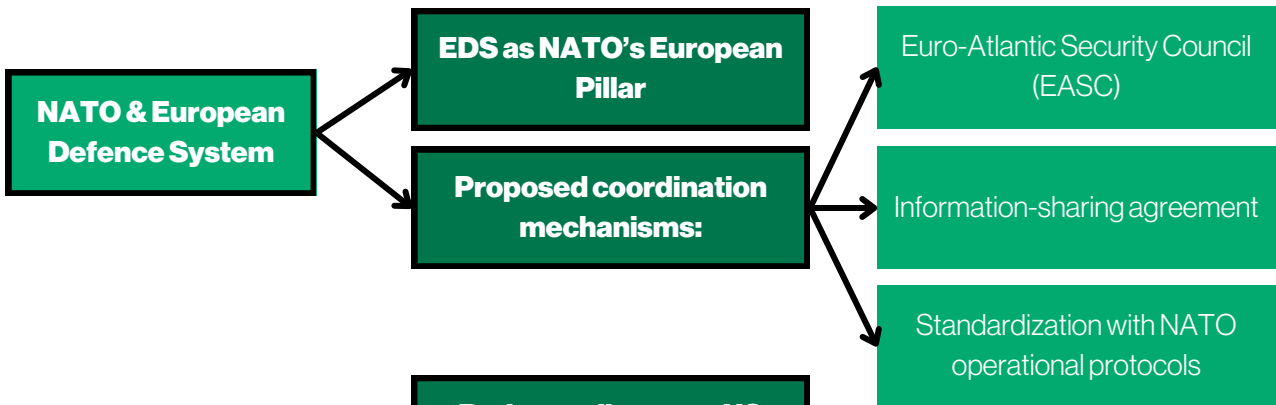 NATO & European
Defence System
EDS as NATO's European
Pillar
Proposed coordination
mechanisms:
Euro-Atlantic Security Council
(EASC)
Information-sharing agreement
Standardization with NATO
operational protocols